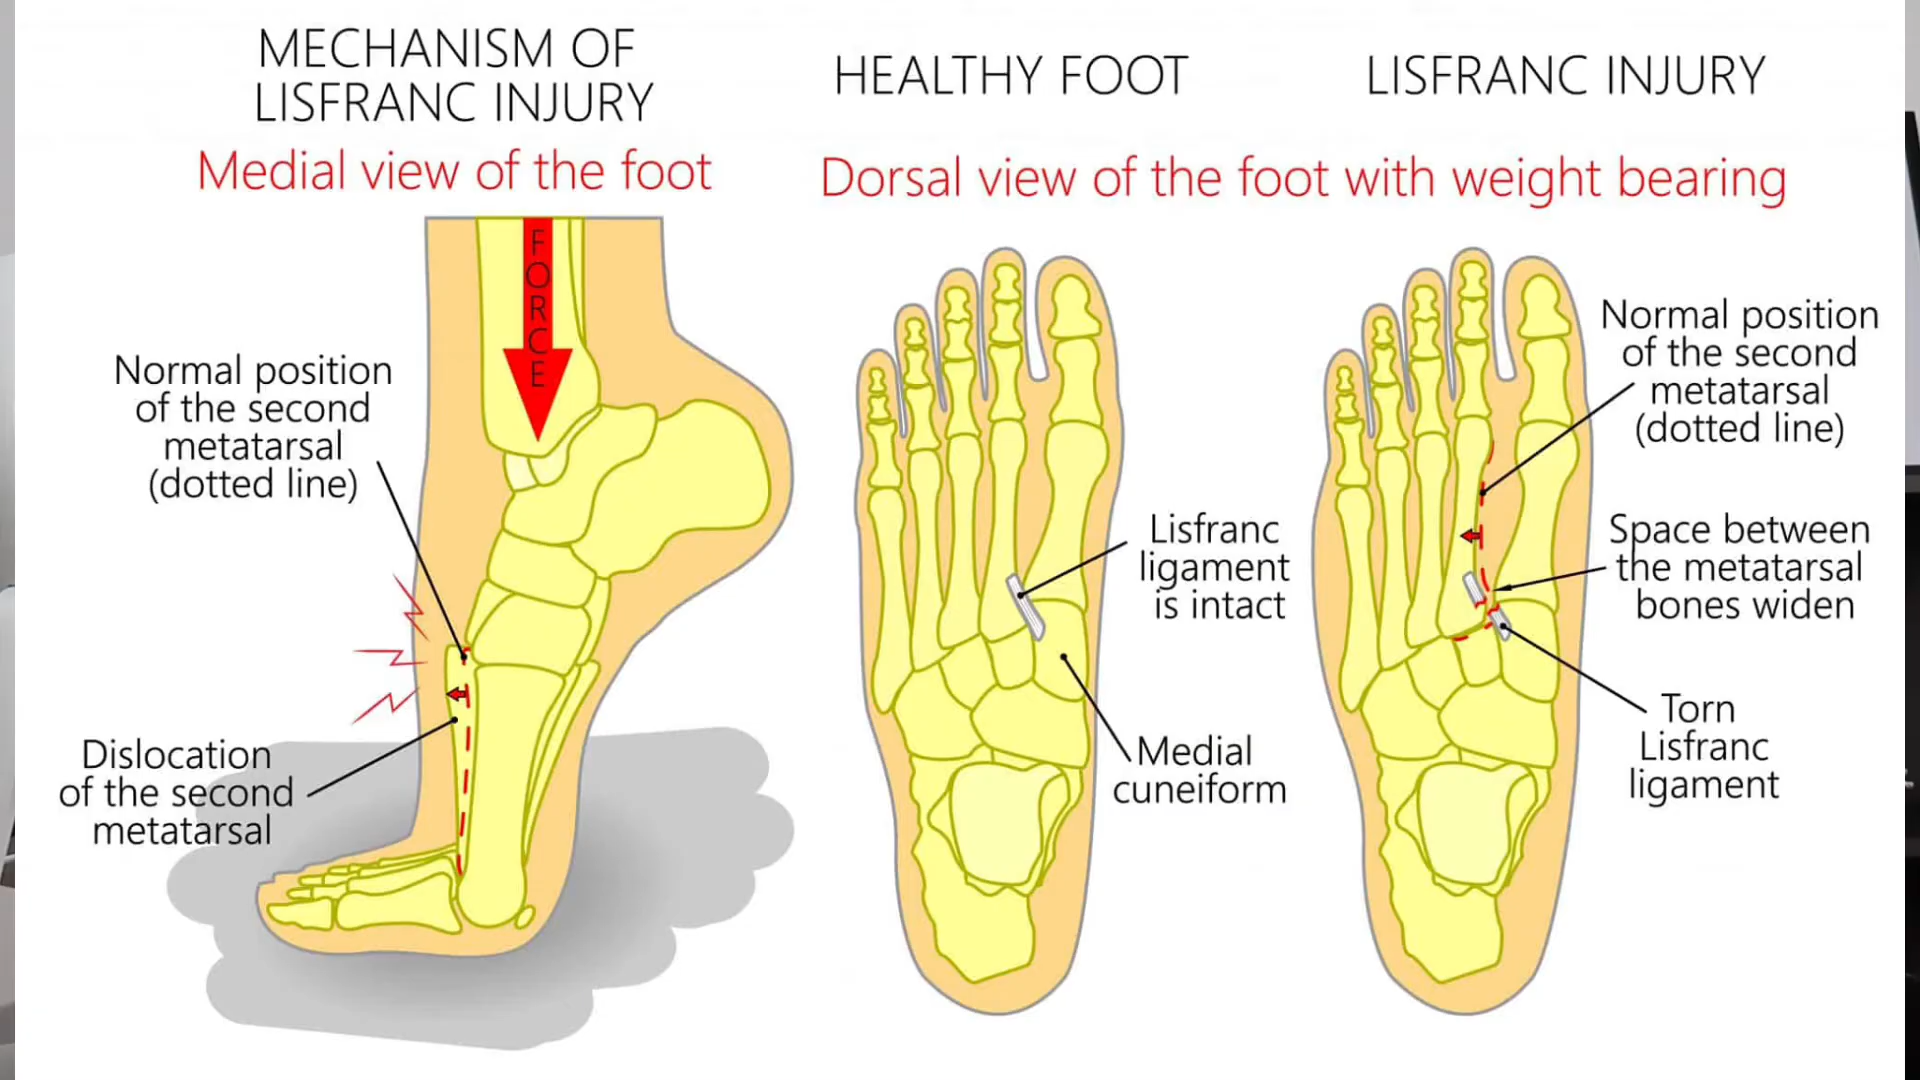 MECHANISM OF
LISFRANC INJURY
Medial view of the foot
FORCE
Normal position
of the second
metatarsal
(dotted line)
Dislocation
of the second
metatarsal
HEALTHY FOOT
LISFRANC INJURY
Dorsal view of the foot with weight bearing
Lisfranc
ligament
is intact
Medial
cuneiform
Normal position
of the second
metatarsal
(dotted line)
Space between
the metatarsal
bones widen
Torn
Lisfranc
ligament